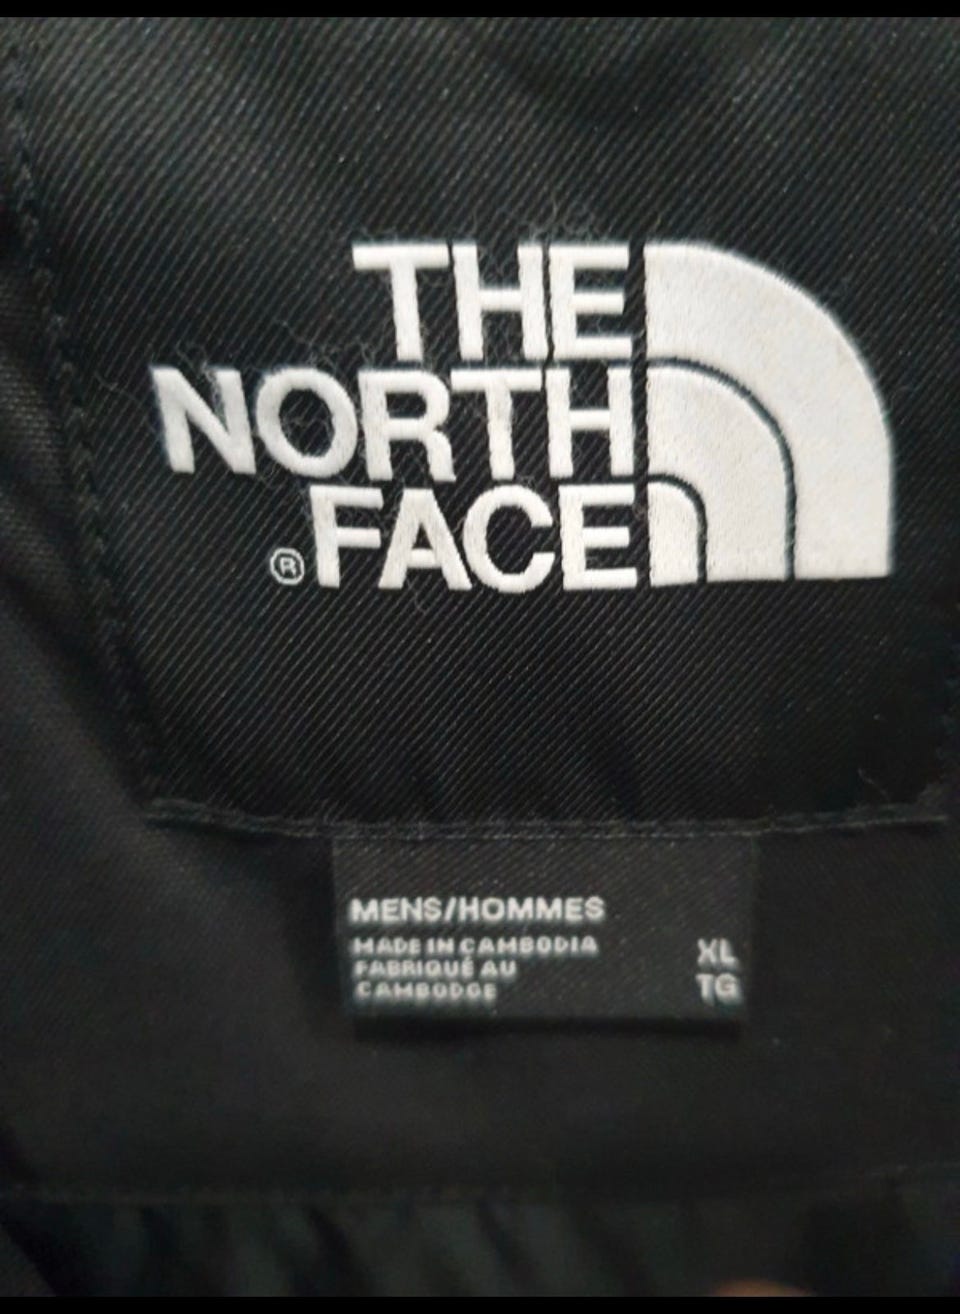 THE
NORTH
FACE
®
MENS/HOMMES
MADE IN CAMBODIA
FABRIQUÉ AU
CAMBODGE
XL
TG